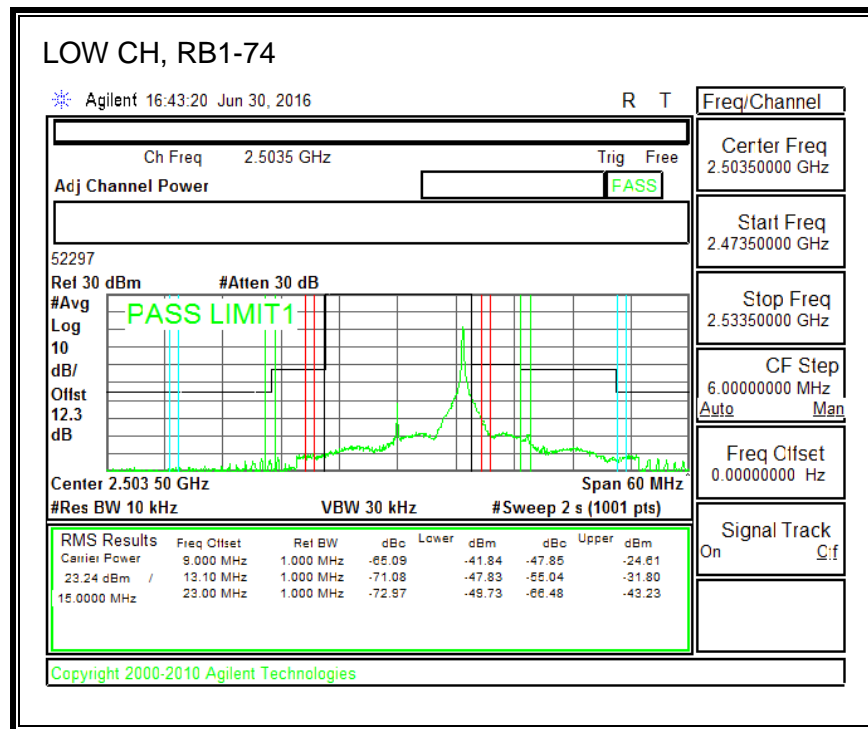 LOW CH, RB1-74
Agilent 16:43:20 Jun 30, 2016 R T
Freq/Channel
Ch Freq 2.5035 GHz Trig Free
Adj Channel Power PASS
Center Freq
2.50350000 GHz
Start Freq
2.47350000 GHz
Stop Freq
2.53350000 GHz
CF Step
6.00000000 MHz
Auto Man
Freq Offset
0.00000000 Hz
Signal Track
On Off
52297
Ref 30 dBm #Atten 30 dB
#Avg
Log
10
dB/
Offst
12.3
dB
PASS LIMIT1
Center 2.503 50 GHz Span 60 MHz
#Res BW 10 kHz VBW 30 kHz #Sweep 2 s (1001 pts)
RMS Results Freq Offset Ref BW dBc Lower dBm dBc Upper dBm
Carrier Power 9.000 MHz 1.000 MHz -65.09 -41.84 -47.85 -24.61
23.24 dBm / 13.10 MHz 1.000 MHz -71.08 -47.83 -55.04 -31.80
15.0000 MHz 23.00 MHz 1.000 MHz -72.97 -49.73 -66.48 -43.23
Copyright 2000-2010 Agilent Technologies